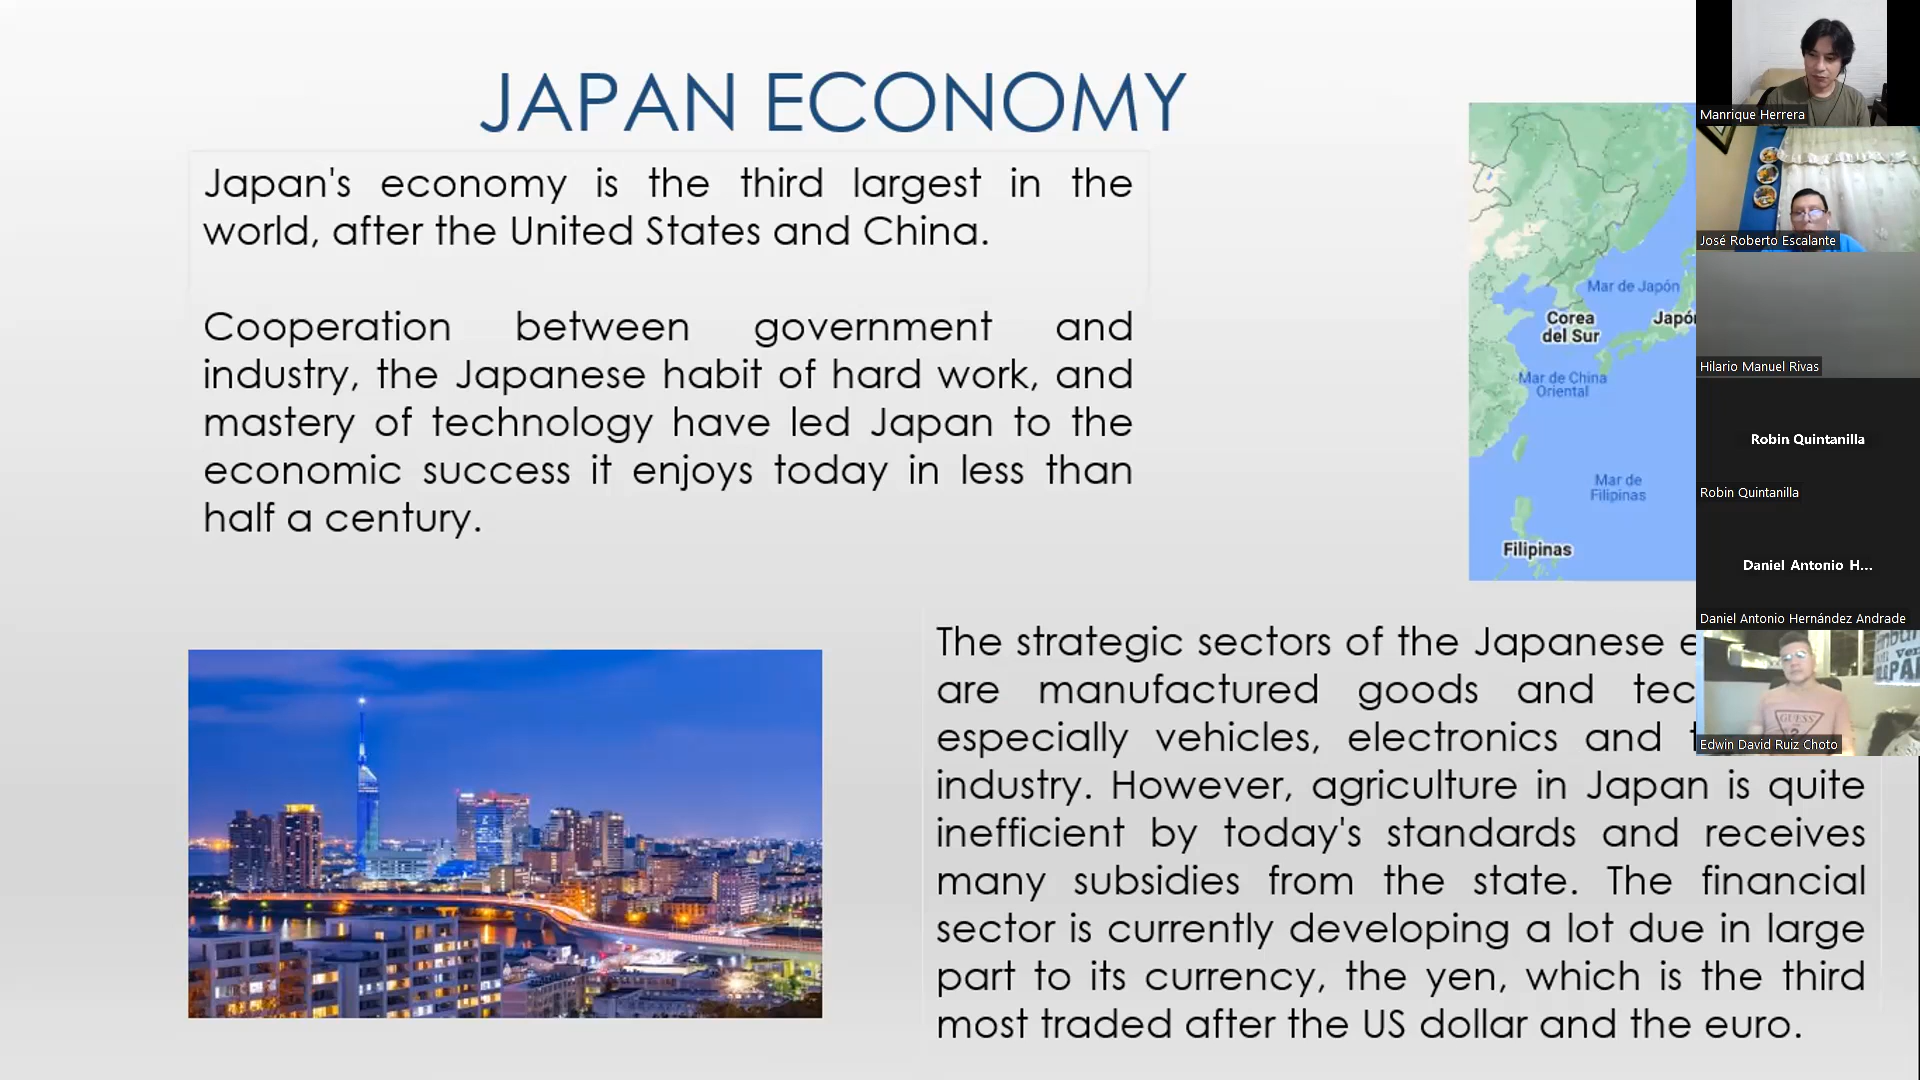 JAPAN ECONOMY
Japan's economy is the third largest in the
world, after the United States and China.
Cooperation between government and
industry, the Japanese habit of hard work, and
mastery of technology have led Japan to the
economic success it enjoys today in less than
half a century.
Mar de Japón
Corea
del Sur
Mar de China
Oriental
Mar de
Filipinas
Filipinas
The strategic sectors of the Japanese
are manufactured goods and
especially vehicles, electronics and
industry. However, agriculture in Japan is quite
inefficient by today's standards and receives
many subsidies from the state. The financial
sector is currently developing a lot due in large
part to its currency, the yen, which is the third
most traded after the US dollar and the euro.
Manrique Herrera
José Roberto Escalante
Hilario Manuel Rivas
Robin Quintanilla
Robin Quintanilla
Daniel Antonio H...
Daniel Antonio Hernández Andrade
GUESS
Edwin David Ruiz Choto